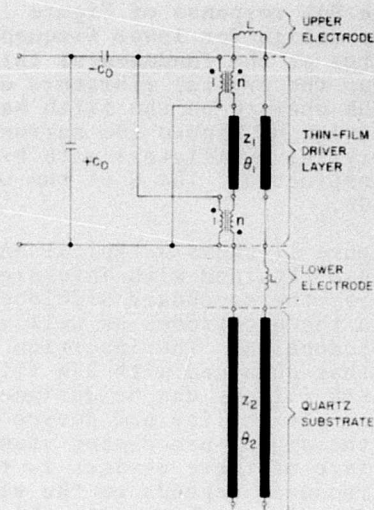 L
UPPER
ELECTRODE
-C₀
1
n
Z₁
θ₁
THIN-FILM
DRIVER
LAYER
+C₀
1
n
L
LOWER
ELECTRODE
Z₂
θ₂
QUARTZ
SUBSTRATE